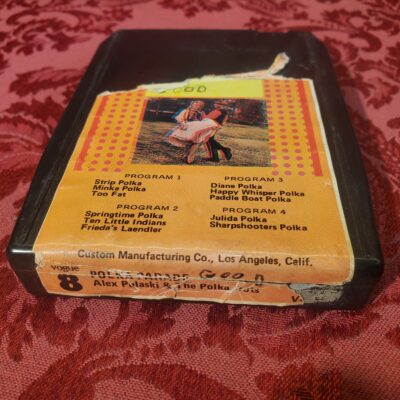 GOOD
PROGRAM 1
Strip Polka
Minka Polka
Too Fat
PROGRAM 2
Springtime Polka
Ten Little Indians
Frieda's Laendler
PROGRAM 3
Diane Polka
Happy Whisper Polka
Paddle Boat Polka
PROGRAM 4
Julida Polka
Sharpshooters Polka
Custom Manufacturing Co., Los Angeles, Calif.
VOGUE
8
POLKA PARADE GOOD
Alex Pulaski & The Polka